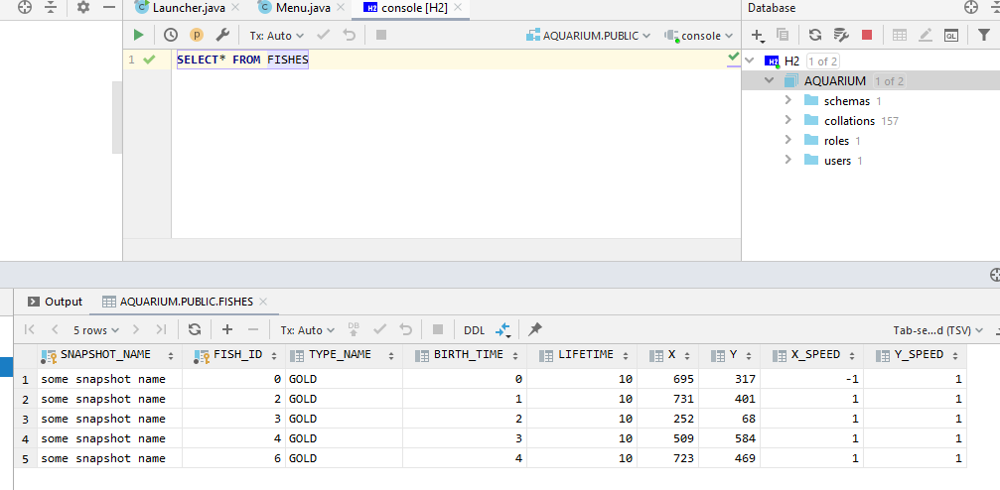 Launcher.java Menu.java console [H2] Database
Tx: Auto AQUARIUM.PUBLIC console
1 SELECT* FROM FISHES
H2 1 of 2
AQUARIUM 1 of 2
schemas 1
collations 157
roles 1
users 1
Output AQUARIUM.PUBLIC.FISHES
5 rows Tx: Auto DB DDL Tab-se...d (TSV)
SNAPSHOT_NAME FISH_ID TYPE_NAME BIRTH_TIME LIFETIME X Y X_SPEED Y_SPEED
1 some snapshot name 0 GOLD 0 10 695 317 -1 1
2 some snapshot name 2 GOLD 1 10 731 401 1 1
3 some snapshot name 3 GOLD 2 10 252 68 1 1
4 some snapshot name 4 GOLD 3 10 509 584 1 1
5 some snapshot name 6 GOLD 4 10 723 469 1 1